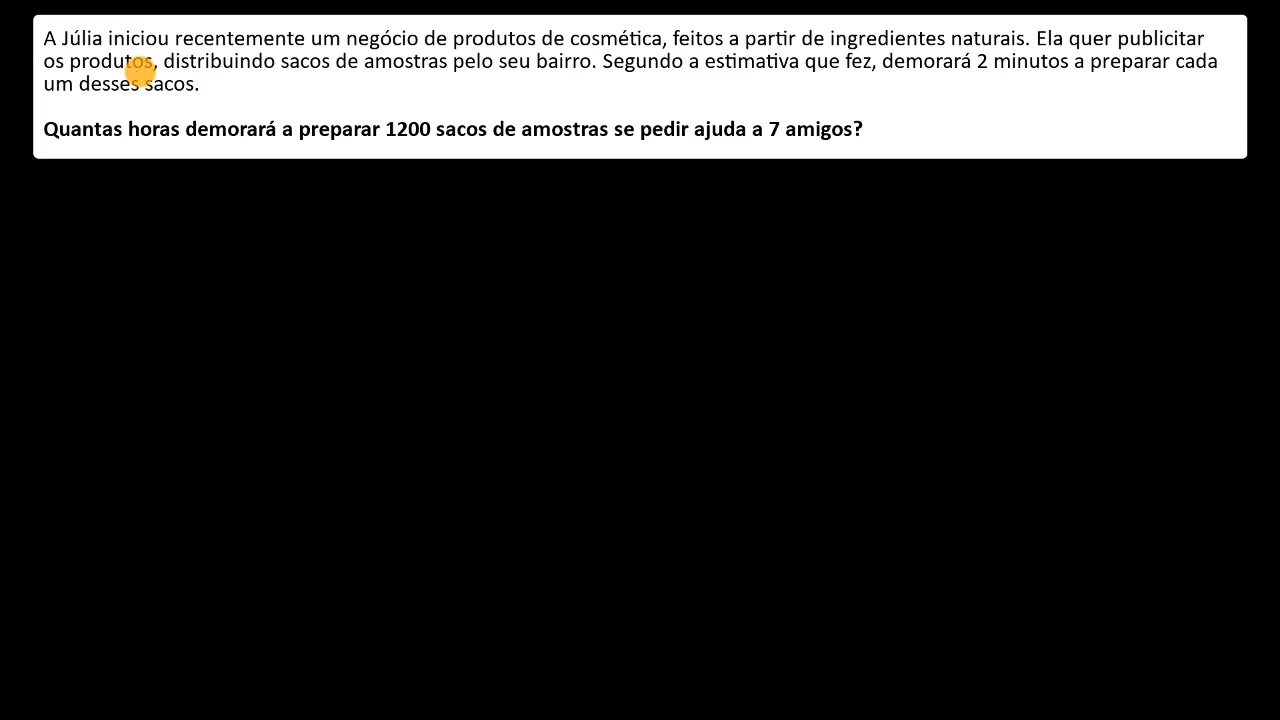 A Júlia iniciou recentemente um negócio de produtos de cosmética, feitos a partir de ingredientes naturais. Ela quer publicitar
os produtos, distribuindo sacos de amostras pelo seu bairro. Segundo a estimativa que fez, demorará 2 minutos a preparar cada
um desses sacos.
Quantas horas demorará a preparar 1200 sacos de amostras se pedir ajuda a 7 amigos?